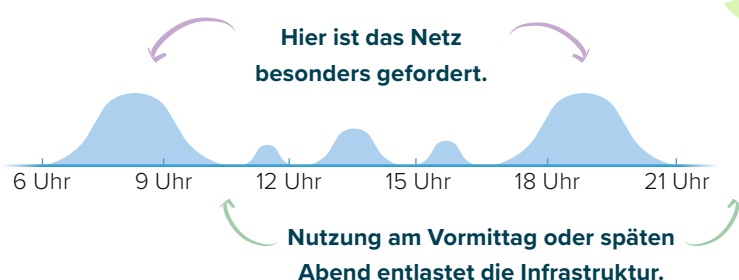 Hier ist das Netz
besonders gefordert.
6 Uhr 9 Uhr 12 Uhr 15 Uhr 18 Uhr 21 Uhr
Nutzung am Vormittag oder späten
Abend entlastet die Infrastruktur.